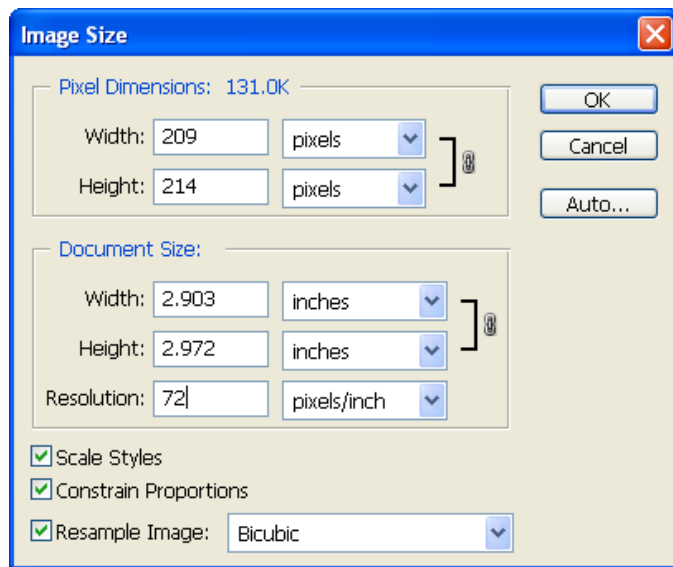 Image Size
Pixel Dimensions: 131.0K
Width: 209 pixels
Height: 214 pixels
OK
Cancel
Auto...
Document Size:
Width: 2.903 inches
Height: 2.972 inches
Resolution: 72 pixels/inch
Scale Styles
Constrain Proportions
Resample Image: Bicubic